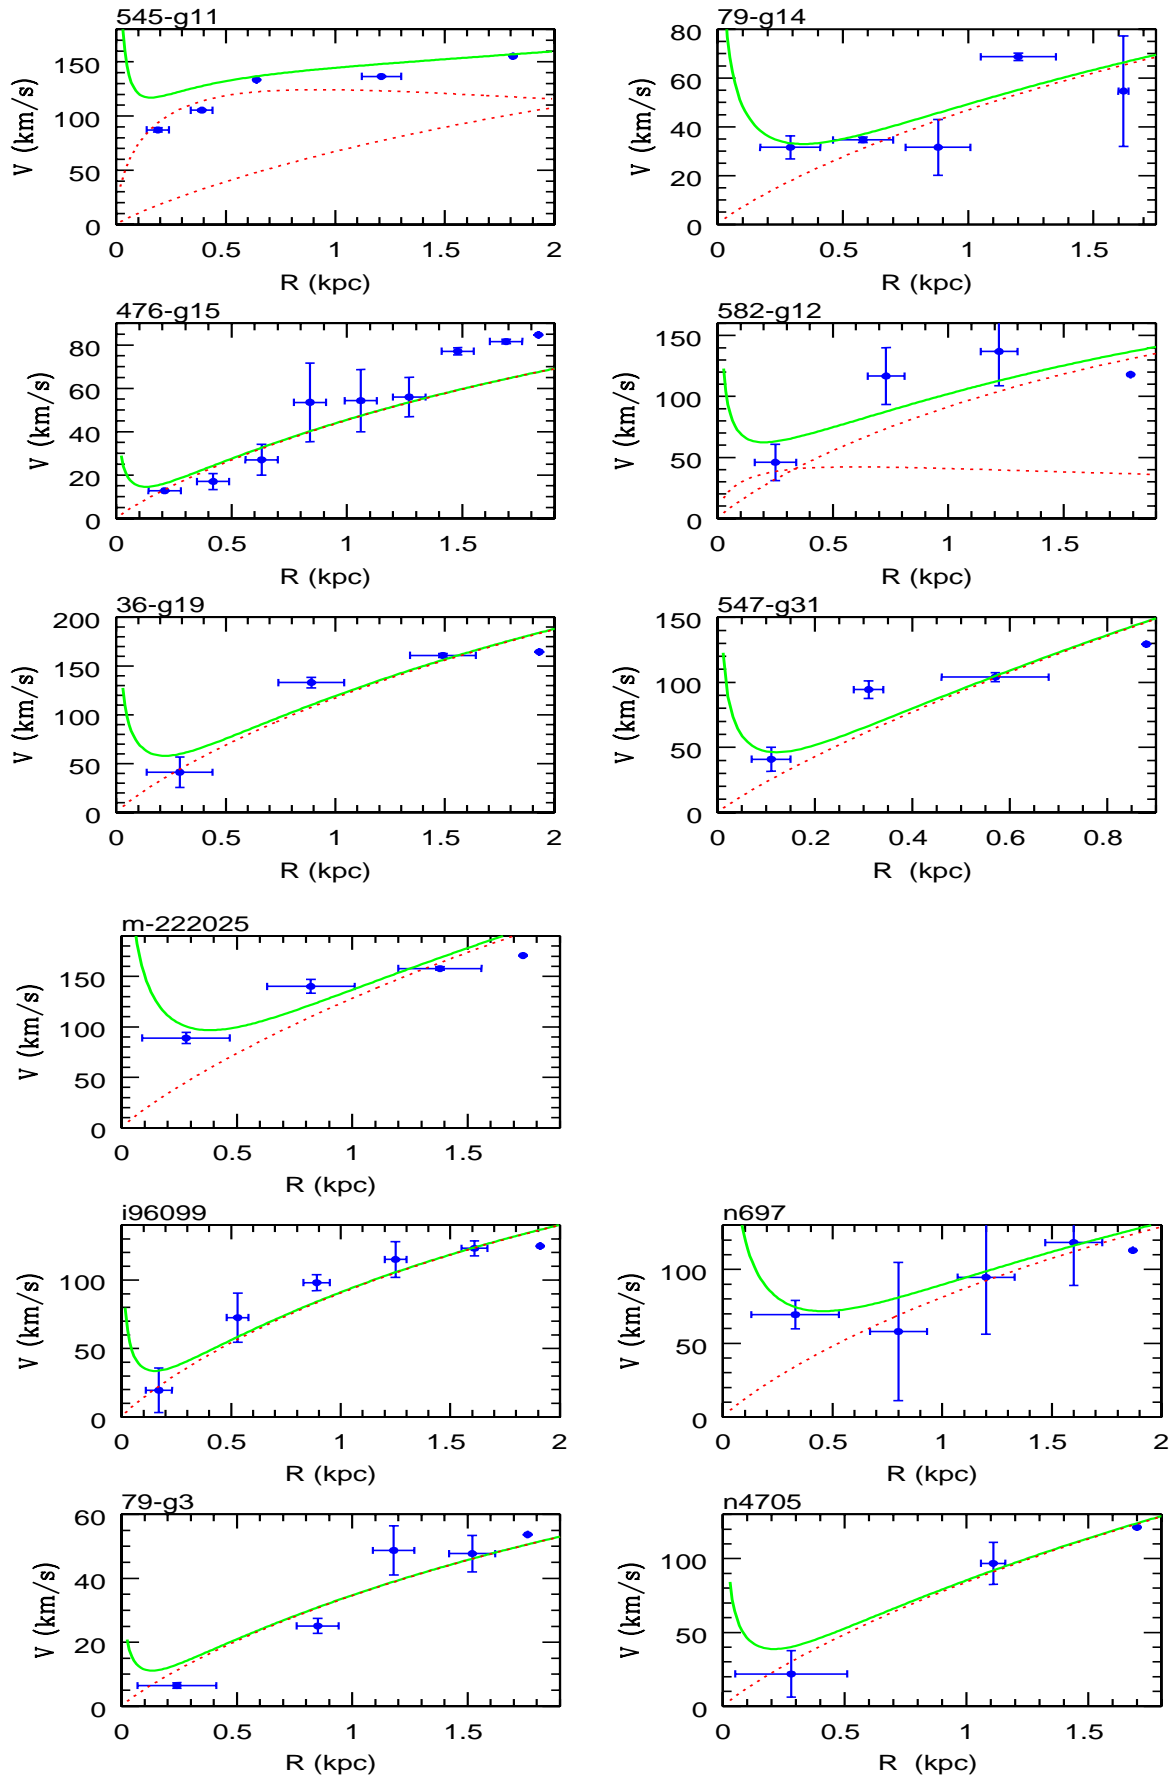 545-g11
V (km/s)
150
100
50
0
0 0.5 1 1.5 2
R (kpc)
79-g14
V (km/s)
80
60
40
20
0
0 0.5 1 1.5
R (kpc)
476-g15
V (km/s)
80
60
40
20
0
0 0.5 1 1.5
R (kpc)
582-g12
V (km/s)
150
100
50
0
0 0.5 1 1.5
R (kpc)
36-g19
V (km/s)
200
150
100
50
0
0 0.5 1 1.5 2
R (kpc)
547-g31
V (km/s)
150
100
50
0
0.2 0.4 0.6 0.8
R (kpc)
m-222025
V (km/s)
150
100
50
0
0 0.5 1 1.5
R (kpc)
i96099
V (km/s)
100
50
0
0 0.5 1 1.5 2
R (kpc)
n697
V (km/s)
100
50
0
0 0.5 1 1.5 2
R (kpc)
79-g3
V (km/s)
60
40
20
0
0 0.5 1 1.5
R (kpc)
n4705
V (km/s)
100
50
0
0 0.5 1 1.5
R (kpc)